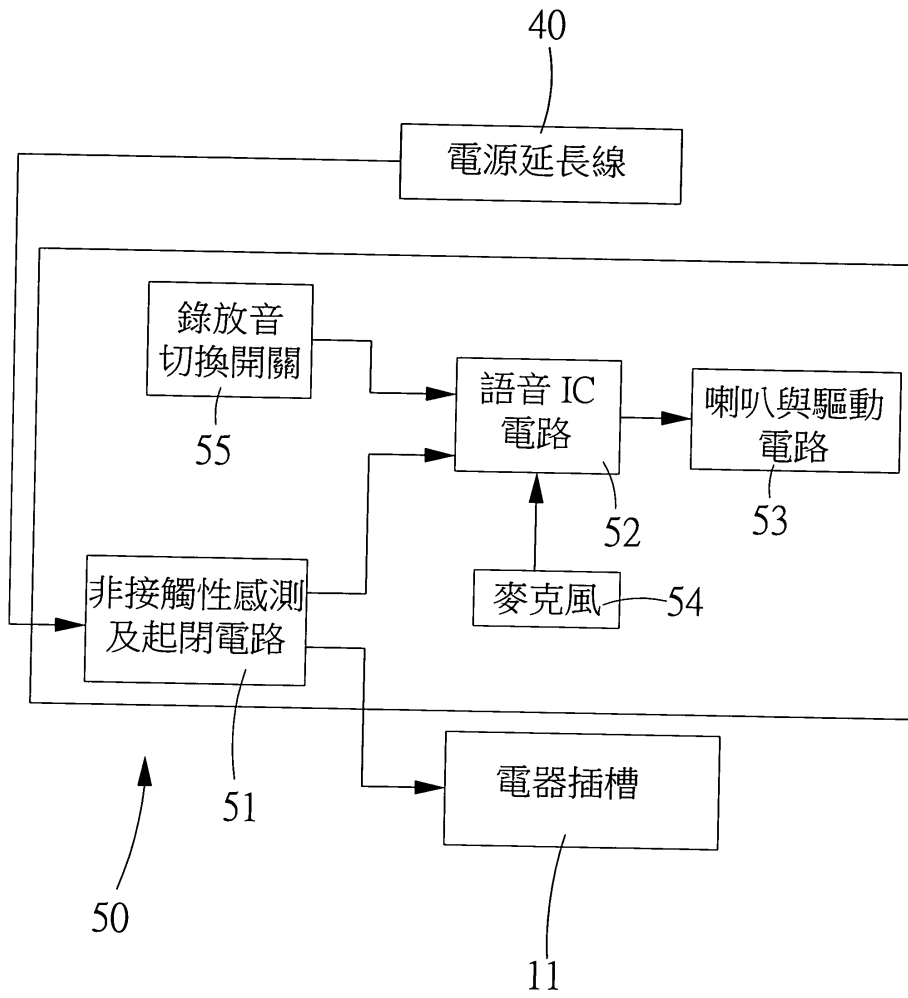 40
電源延長線
錄放音
切換開關
55
語音 IC
電路
52
喇叭與驅動
電路
53
麥克風
54
非接觸性感測
及起閉電路
51
電器插槽
11
50